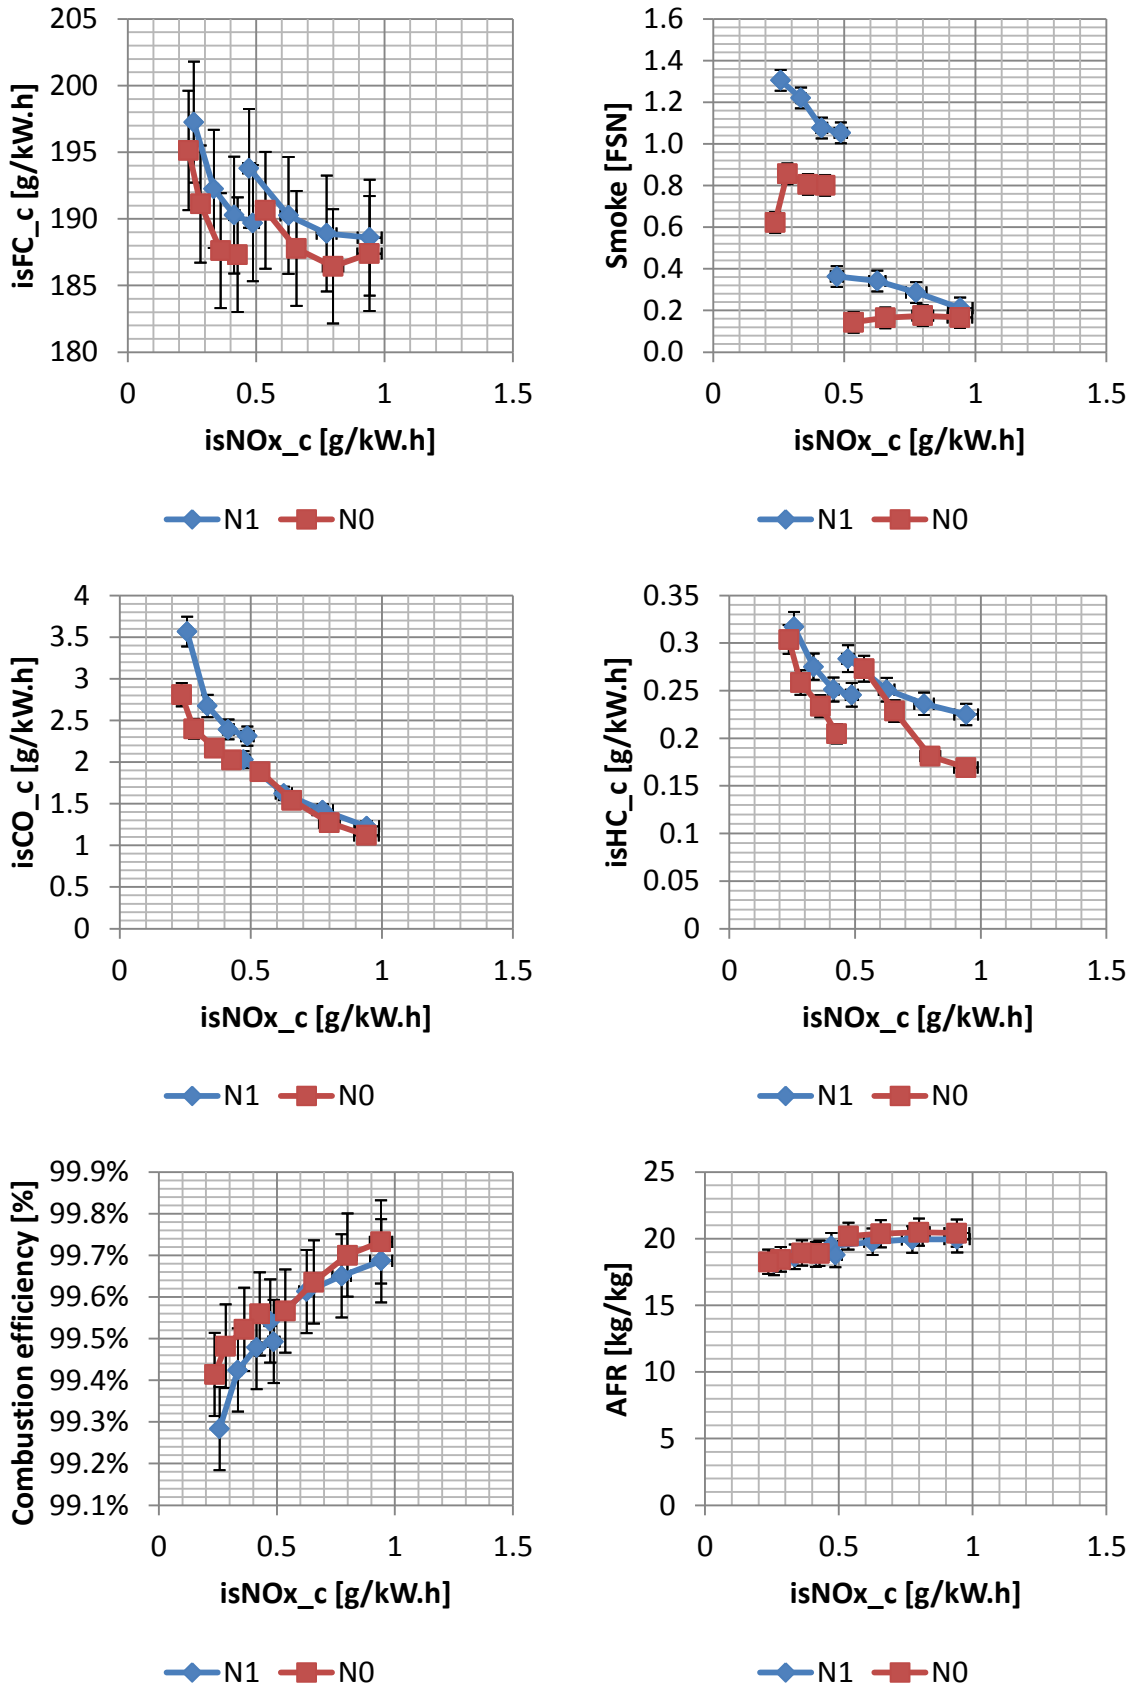 205
200
195
190
185
180
isFC_c [g/kW.h]
0 0.5 1 1.5
isNOx_c [g/kW.h]
N1 N0
1.6
1.4
1.2
1.0
0.8
0.6
0.4
0.2
0.0
Smoke [FSN]
0 0.5 1 1.5
isNOx_c [g/kW.h]
N1 N0
4
3.5
3
2.5
2
1.5
1
0.5
0
isCO_c [g/kW.h]
0 0.5 1 1.5
isNOx_c [g/kW.h]
N1 N0
0.35
0.3
0.25
0.2
0.15
0.1
0.05
0
isHC_c [g/kW.h]
0 0.5 1 1.5
isNOx_c [g/kW.h]
N1 N0
99.9%
99.8%
99.7%
99.6%
99.5%
99.4%
99.3%
99.2%
99.1%
Combustion efficiency [%]
0 0.5 1 1.5
isNOx_c [g/kW.h]
N1 N0
25
20
15
10
5
0
AFR [kg/kg]
0 0.5 1 1.5
isNOx_c [g/kW.h]
N1 N0